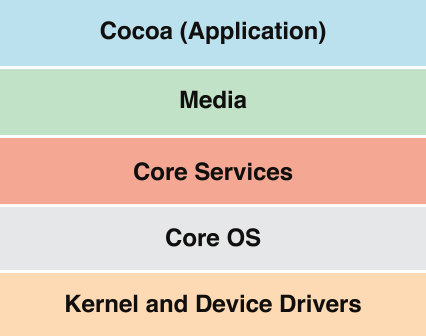 Cocoa (Application)
Media
Core Services
Core OS
Kernel and Device Drivers